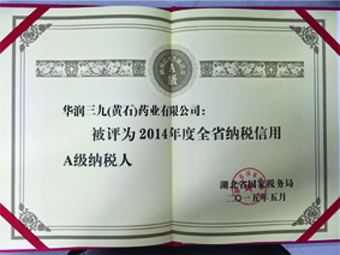 A
级
华润三九(黄石)药业有限公司:
被评为2014年度全省纳税信用
A级纳税人
湖北省国家税务局
二〇一五年五月